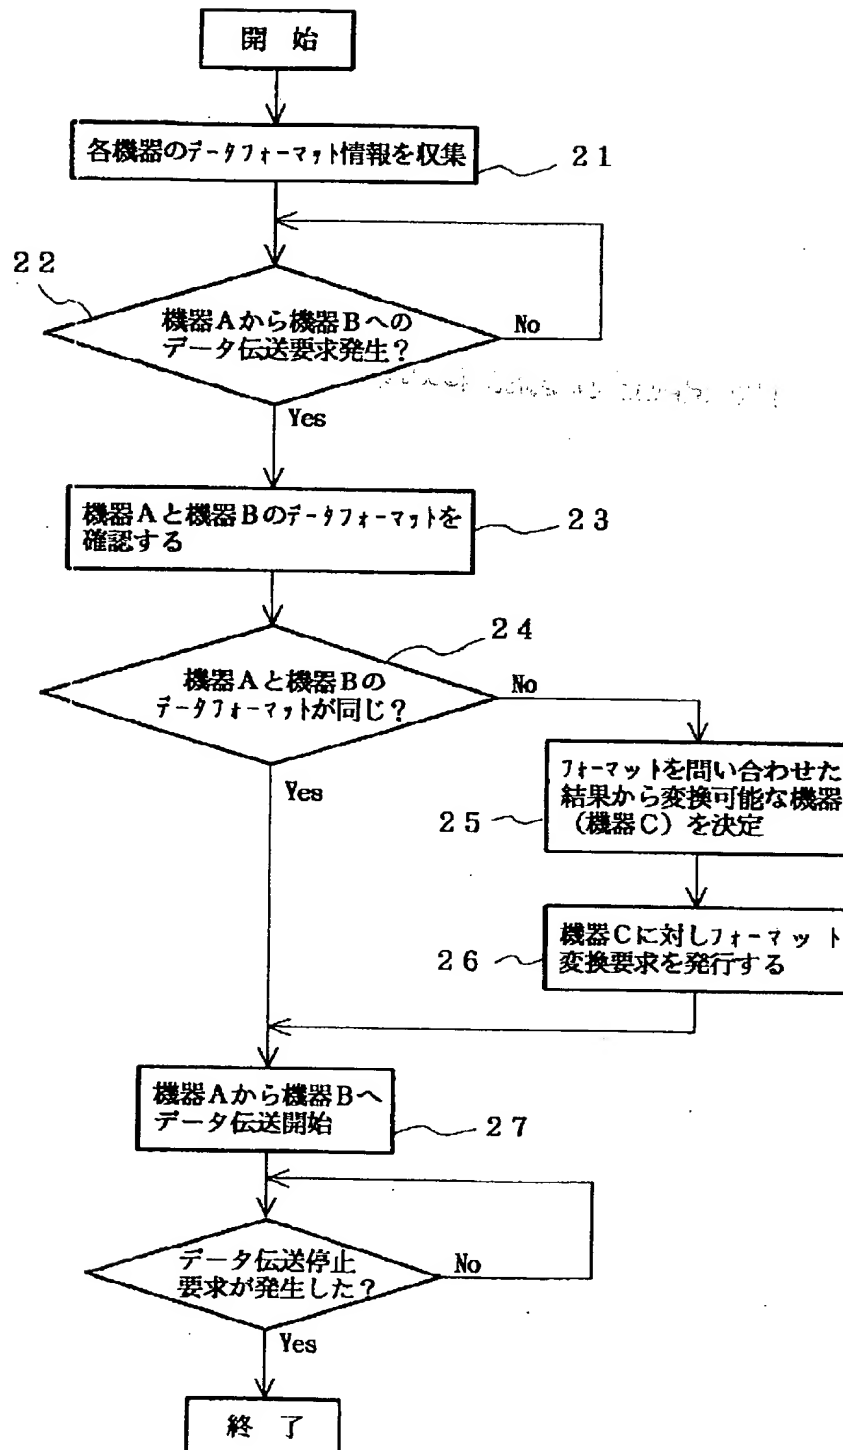 開 始
各機器のデータフォーマット情報を収集
21
22
機器Aから機器Bへの
データ伝送要求発生?
No
Yes
機器Aと機器Bのデータフォーマットを
確認する
23
24
機器Aと機器Bの
データフォーマットが同じ?
No
Yes
フォーマットを問い合わせた
結果から変換可能な機器
(機器C)を決定
25
機器Cに対しフォーマット
変換要求を発行する
26
機器Aから機器Bへ
データ伝送開始
27
データ伝送停止
要求が発生した?
No
Yes
終 了